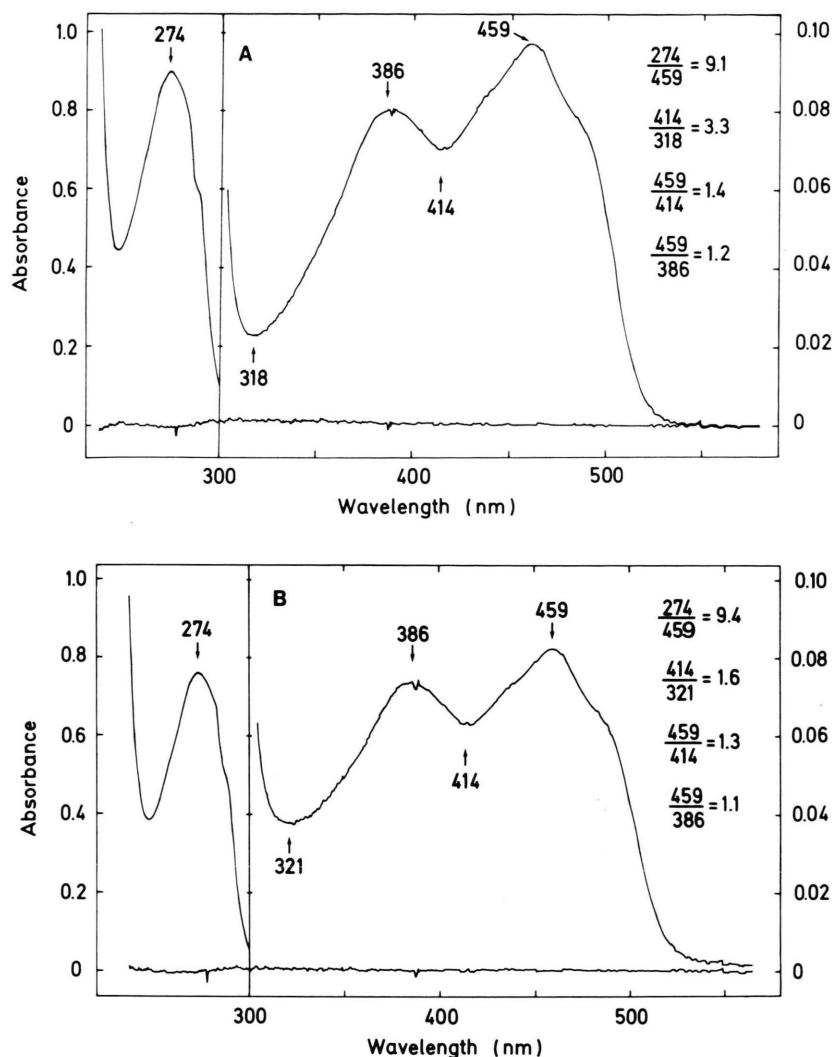 A
274
386
459
414
318
274/459 = 9.1
414/318 = 3.3
459/414 = 1.4
459/386 = 1.2
1.0
0.8
0.6
0.4
0.2
0
0.10
0.08
0.06
0.04
0.02
0
Absorbance
300
400
500
Wavelength (nm)
B
274
386
459
414
321
274/459 = 9.4
414/321 = 1.6
459/414 = 1.3
459/386 = 1.1
1.0
0.8
0.6
0.4
0.2
0
0.10
0.08
0.06
0.04
0.02
0
Absorbance
300
400
500
Wavelength (nm)